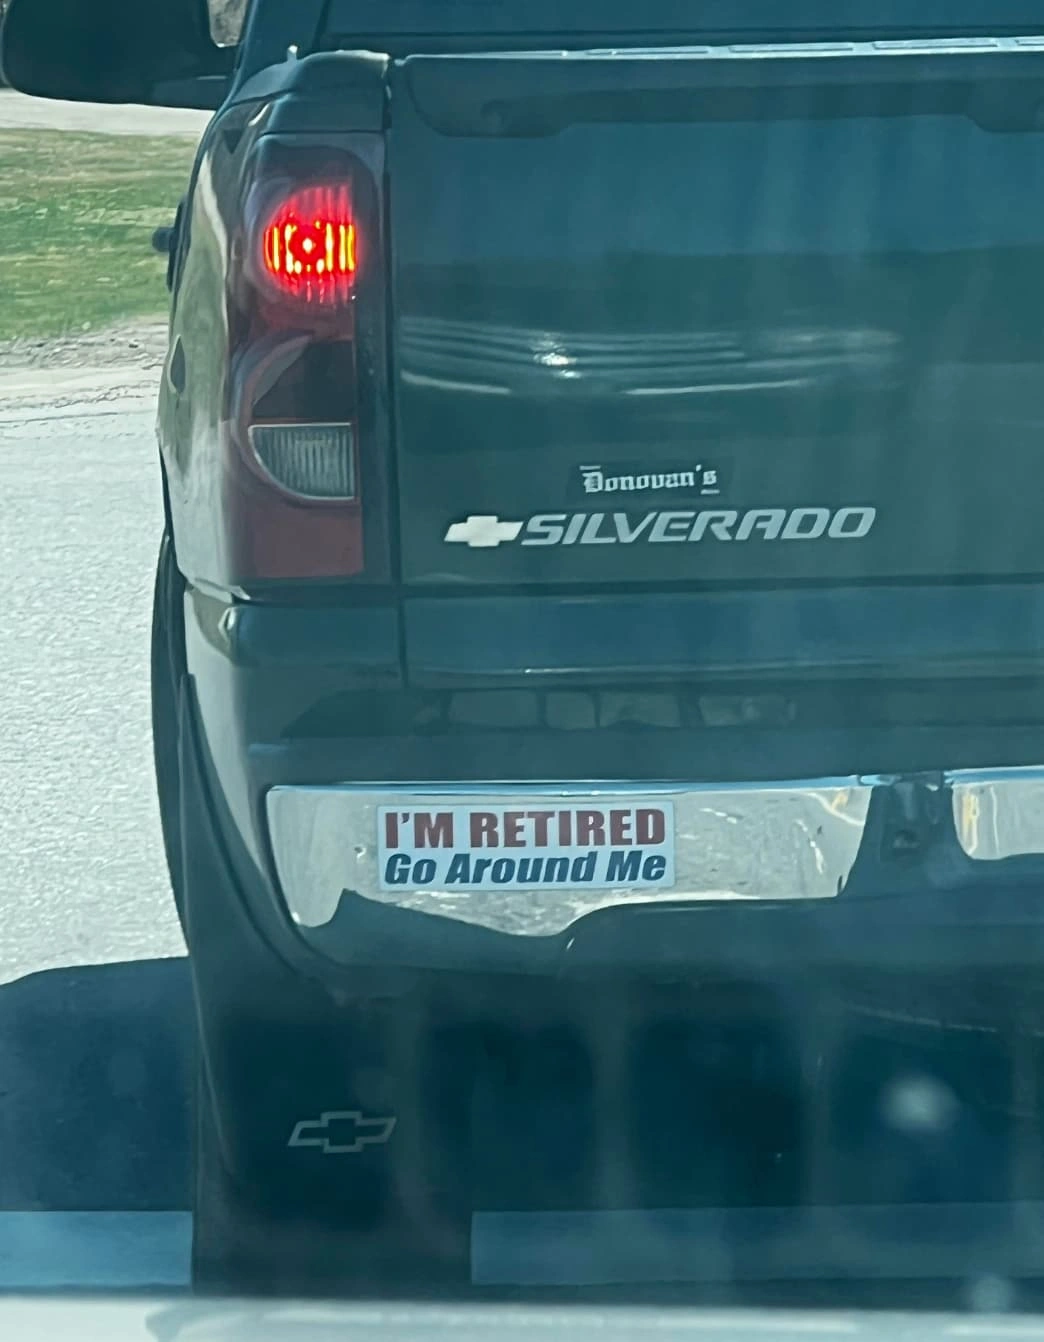 Donovan's
SILVERADO
I'M RETIRED
Go Around Me